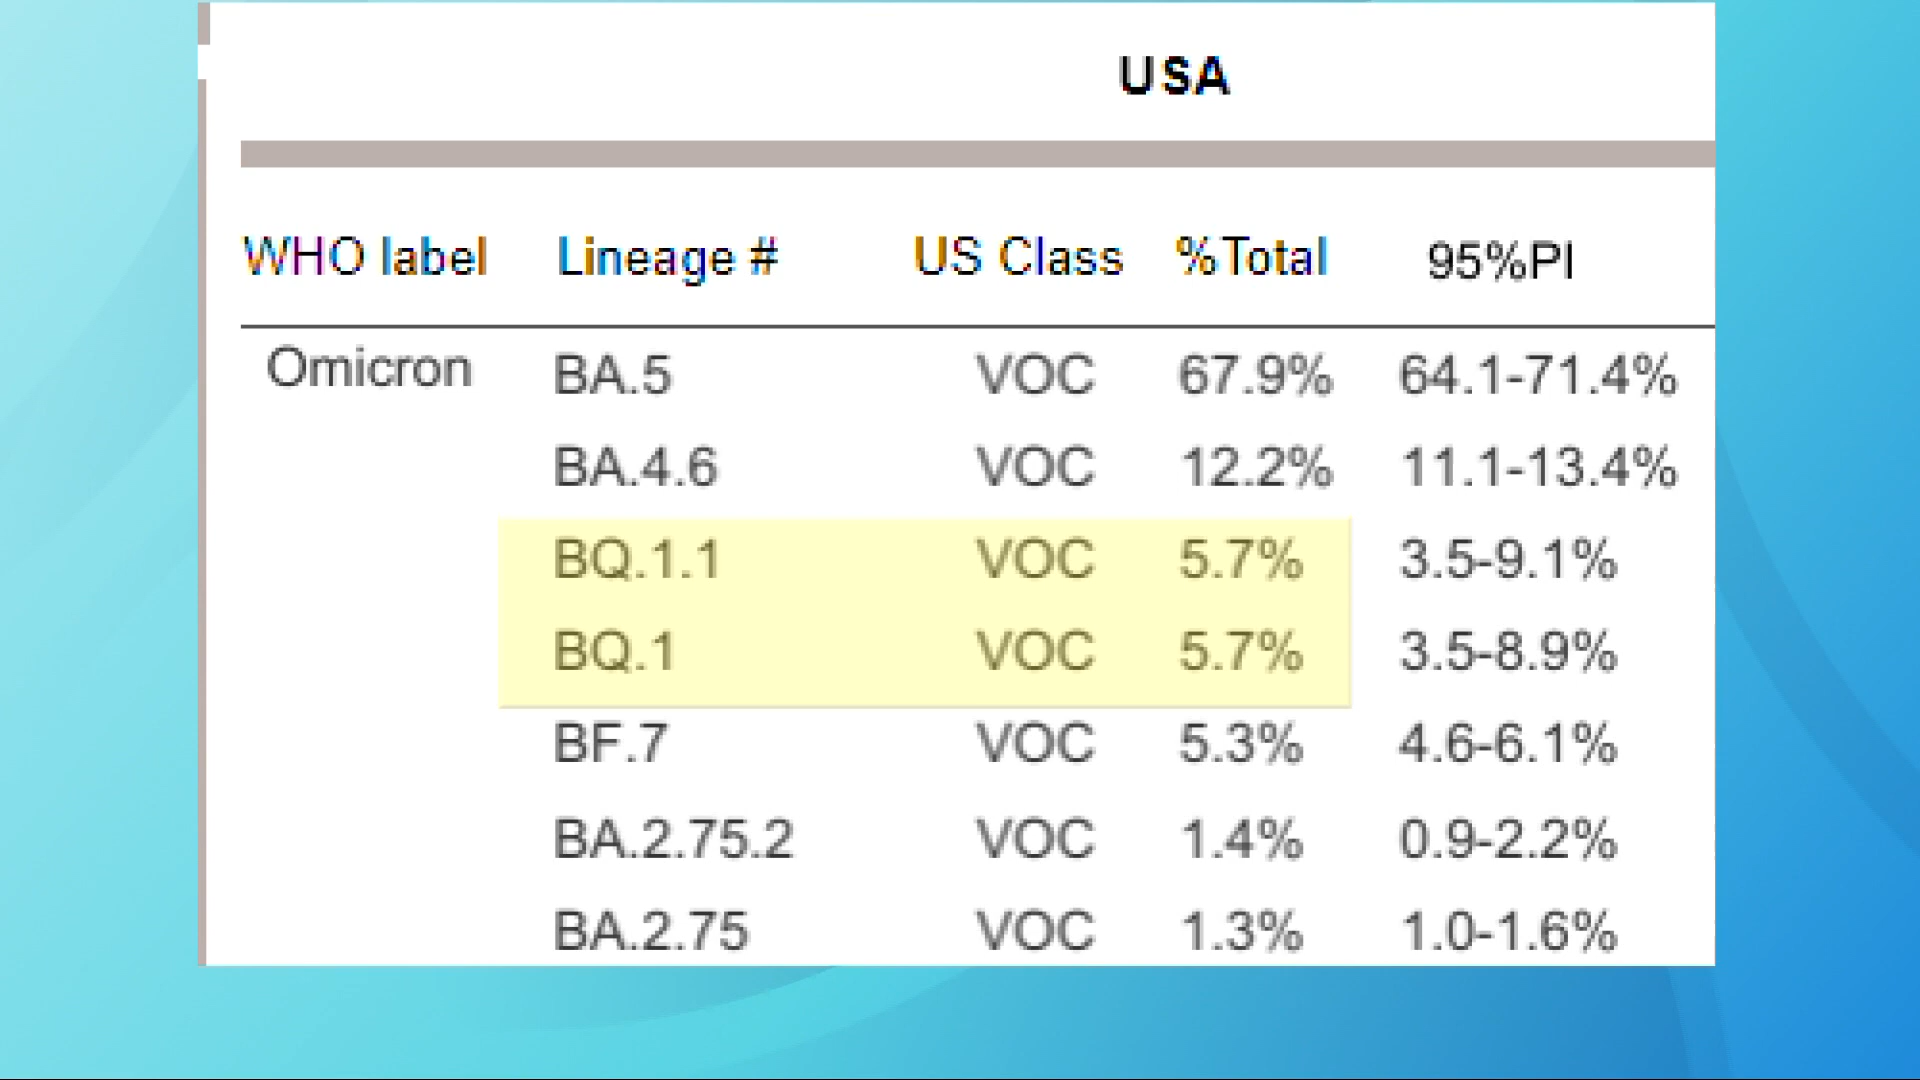 USA
WHO label Lineage # US Class %Total 95%PI
Omicron BA.5 VOC 67.9% 64.1-71.4%
BA.4.6 VOC 12.2% 11.1-13.4%
BQ.1.1 VOC 5.7% 3.5-9.1%
BQ.1 VOC 5.7% 3.5-8.9%
BF.7 VOC 5.3% 4.6-6.1%
BA.2.75.2 VOC 1.4% 0.9-2.2%
BA.2.75 VOC 1.3% 1.0-1.6%